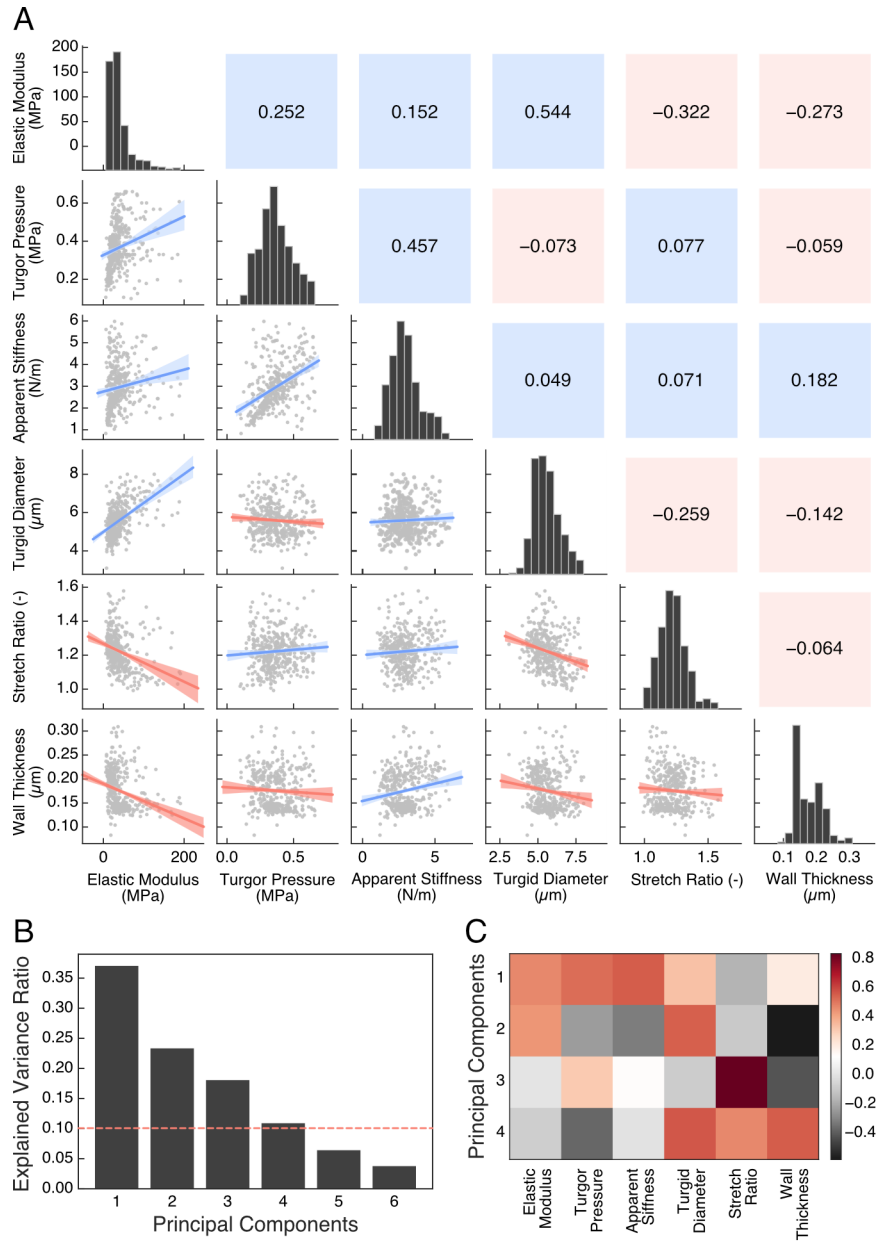 A
Elastic Modulus
(MPa)
200
150
100
50
0
0.252
0.152
0.544
−0.322
−0.273
Turgor Pressure
(MPa)
0.6
0.4
0.2
0.457
−0.073
0.077
−0.059
Apparent Stiffness
(N/m)
6
5
4
3
2
1
0.049
0.071
0.182
Turgid Diameter
(µm)
8
6
4
−0.259
−0.142
Stretch Ratio (-)
1.6
1.4
1.2
1.0
−0.064
Wall Thickness
(µm)
0.30
0.25
0.20
0.15
0.10
0 200
0.0 0.5
0 5
2.5 5.0 7.5
1.0 1.5
0.1 0.2 0.3
Elastic Modulus
(MPa)
Turgor Pressure
(MPa)
Apparent Stiffness
(N/m)
Turgid Diameter
(µm)
Stretch Ratio (-)
Wall Thickness
(µm)
B
Explained Variance Ratio
0.35
0.30
0.25
0.20
0.15
0.10
0.05
0.00
1 2 3 4 5 6
Principal Components
C
Principal Components
1
2
3
4
Elastic
Modulus
Turgor
Pressure
Apparent
Siffness
Turgid
Diameter
Stretch
Ratio
Wall
Thickness
0.8
0.6
0.4
0.2
0.0
−0.2
−0.4